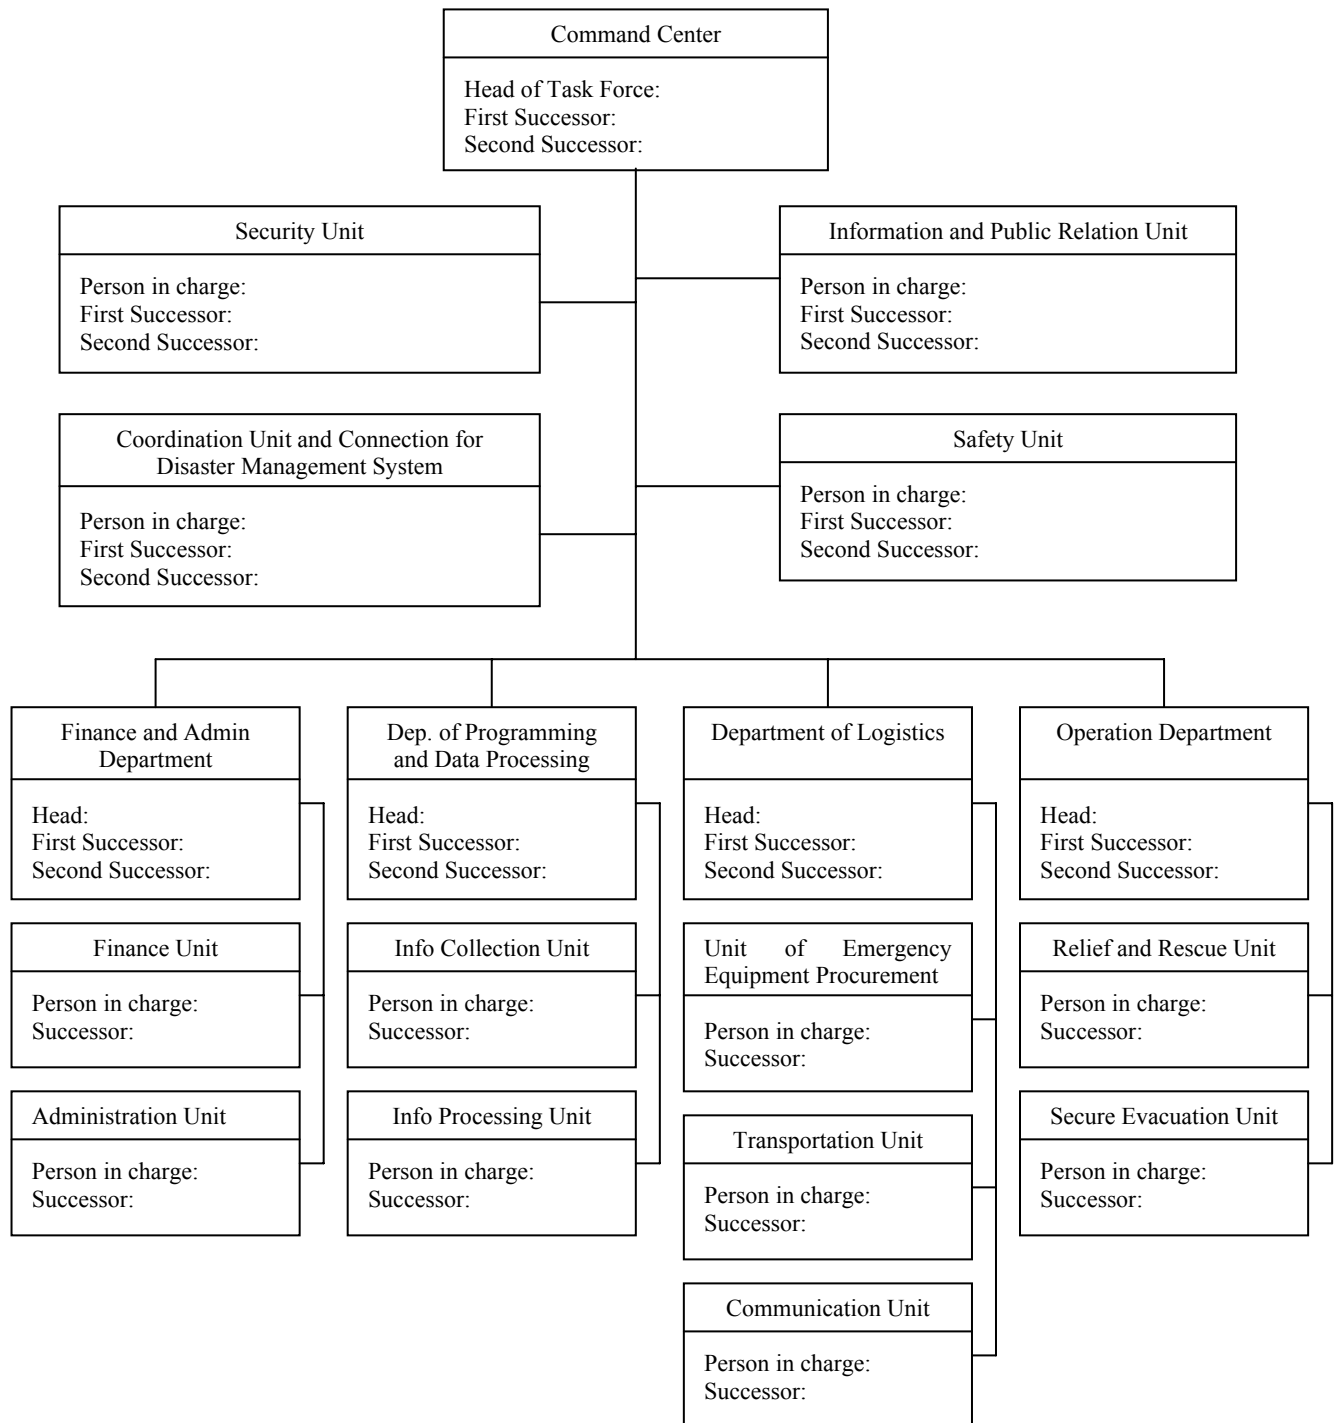 Command Center
Head of Task Force:
First Successor:
Second Successor:
Security Unit
Person in charge:
First Successor:
Second Successor:
Information and Public Relation Unit
Person in charge:
First Successor:
Second Successor:
Coordination Unit and Connection for
Disaster Management System
Person in charge:
First Successor:
Second Successor:
Safety Unit
Person in charge:
First Successor:
Second Successor:
Finance and Admin
Department
Head:
First Successor:
Second Successor:
Finance Unit
Person in charge:
Successor:
Administration Unit
Person in charge:
Successor:
Dep. of Programming
and Data Processing
Head:
First Successor:
Second Successor:
Info Collection Unit
Person in charge:
Successor:
Info Processing Unit
Person in charge:
Successor:
Department of Logistics
Head:
First Successor:
Second Successor:
Unit of Emergency
Equipment Procurement
Person in charge:
Successor:
Transportation Unit
Person in charge:
Successor:
Communication Unit
Person in charge:
Successor:
Operation Department
Head:
First Successor:
Second Successor:
Relief and Rescue Unit
Person in charge:
Successor:
Secure Evacuation Unit
Person in charge:
Successor: